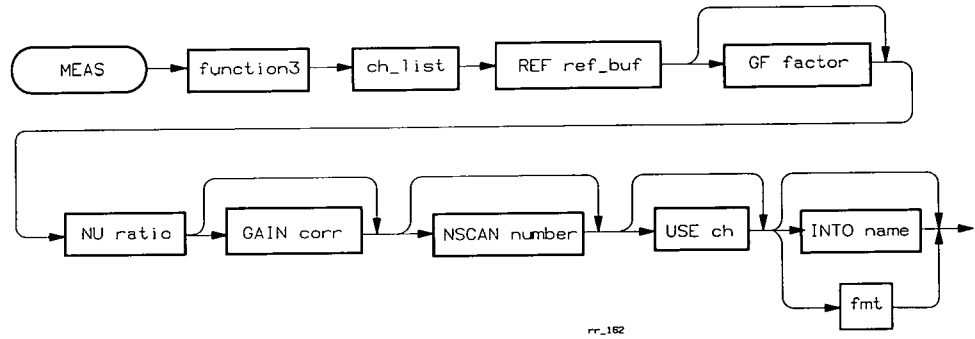 MEAS
function3
ch_list
REF ref_buf
GF factor
NU ratio
GAIN corr
NSCAN number
USE ch
INTO name
fmt
rr_162